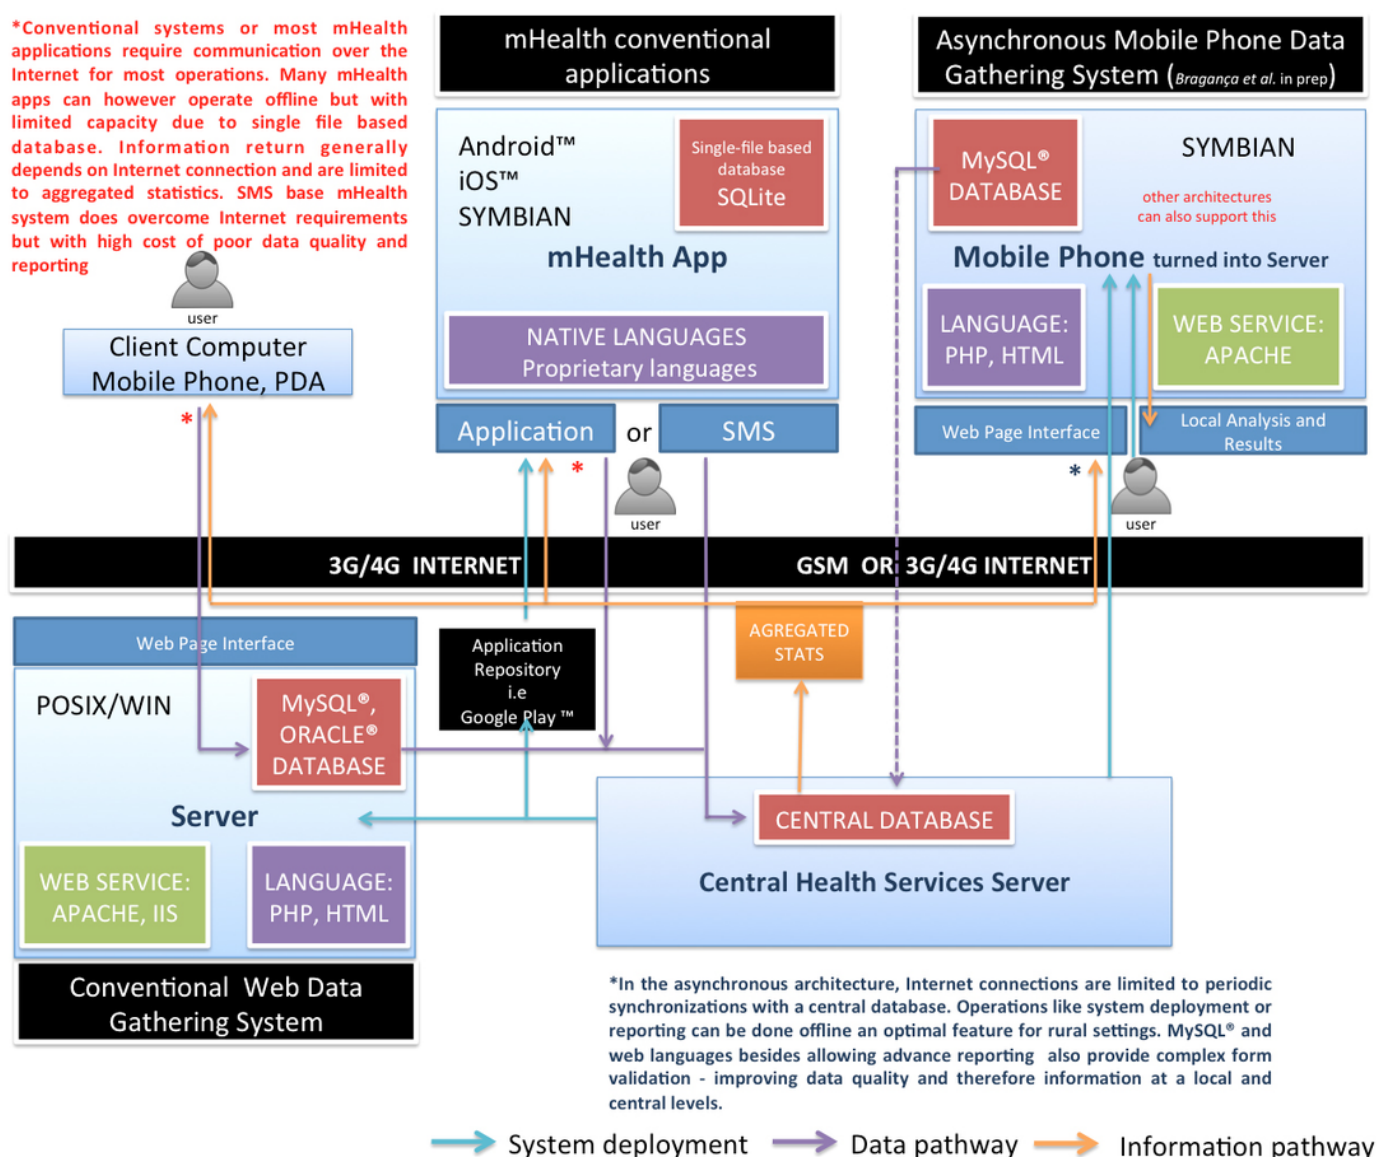 *Conventional systems or most mHealth
applications require communication over the
Internet for most operations. Many mHealth
apps can however operate offline but with
limited capacity due to single file based
database. Information return generally
depends on Internet connection and are limited
to aggregated statistics. SMS base mHealth
system does overcome Internet requirements
but with high cost of poor data quality and
reporting
user
Client Computer
Mobile Phone, PDA
*
mHealth conventional
applications
Android™
iOS™
SYMBIAN
Single-file based
database
SQLite
mHealth App
NATIVE LANGUAGES
Proprietary languages
Application
or
SMS
*
user
Asynchronous Mobile Phone Data
Gathering System (Bragança et al. in prep)
MySQL®
DATABASE
SYMBIAN
other architectures
can also support this
Mobile Phone turned into Server
LANGUAGE:
PHP, HTML
WEB SERVICE:
APACHE
Web Page Interface
Local Analysis and
Results
*
user
3G/4G INTERNET
GSM OR 3G/4G INTERNET
Web Page Interface
POSIX/WIN
MySQL®,
ORACLE®
DATABASE
Server
WEB SERVICE:
APACHE, IIS
LANGUAGE:
PHP, HTML
Conventional Web Data
Gathering System
Application
Repository
i.e
Google Play ™
AGREGATED
STATS
CENTRAL DATABASE
Central Health Services Server
*In the asynchronous architecture, Internet connections are limited to periodic
synchronizations with a central database. Operations like system deployment or
reporting can be done offline an optimal feature for rural settings. MySQL® and
web languages besides allowing advance reporting also provide complex form
validation - improving data quality and therefore information at a local and
central levels.
System deployment
Data pathway
Information pathway